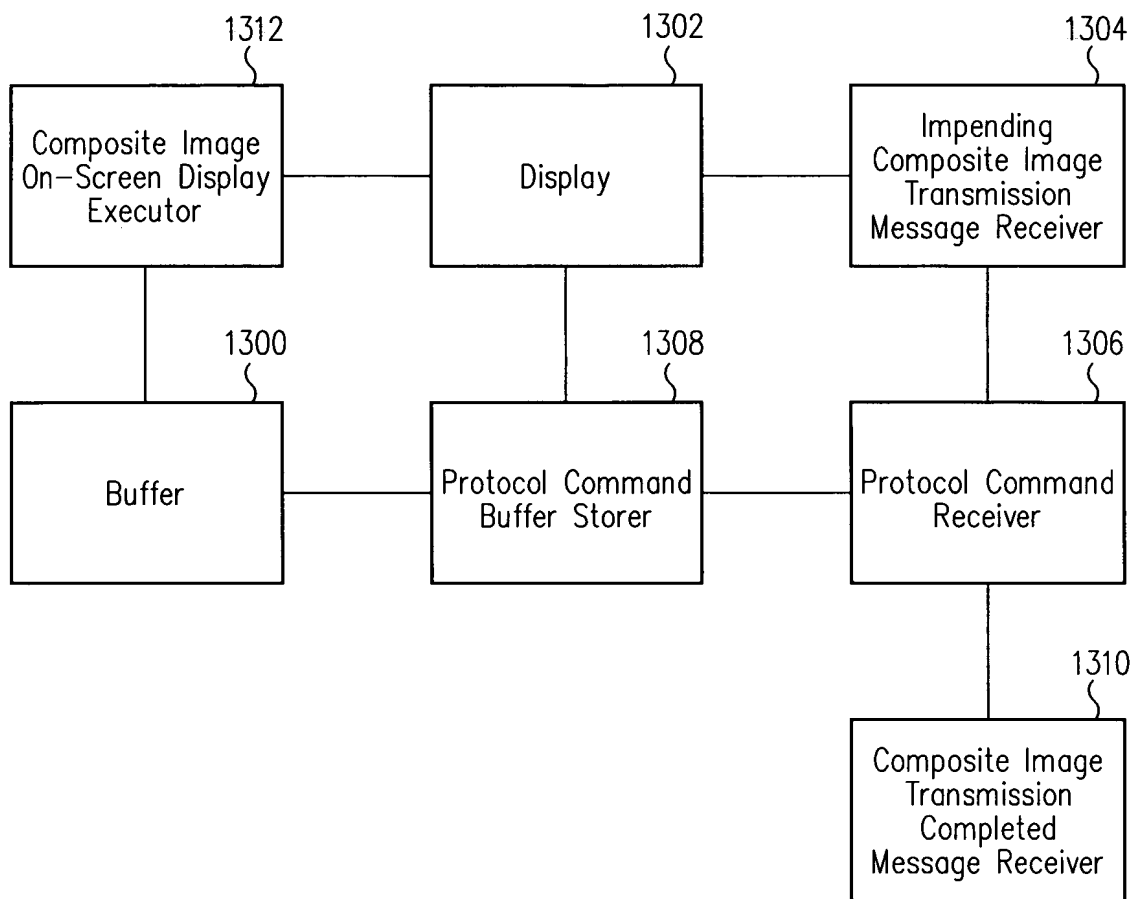 1312
1302
1304
Composite Image
On-Screen Display
Executor
Display
Impending
Composite Image
Transmission
Message Receiver
1300
1308
1306
Buffer
Protocol Command
Buffer Storer
Protocol Command
Receiver
1310
Composite Image
Transmission
Completed
Message Receiver